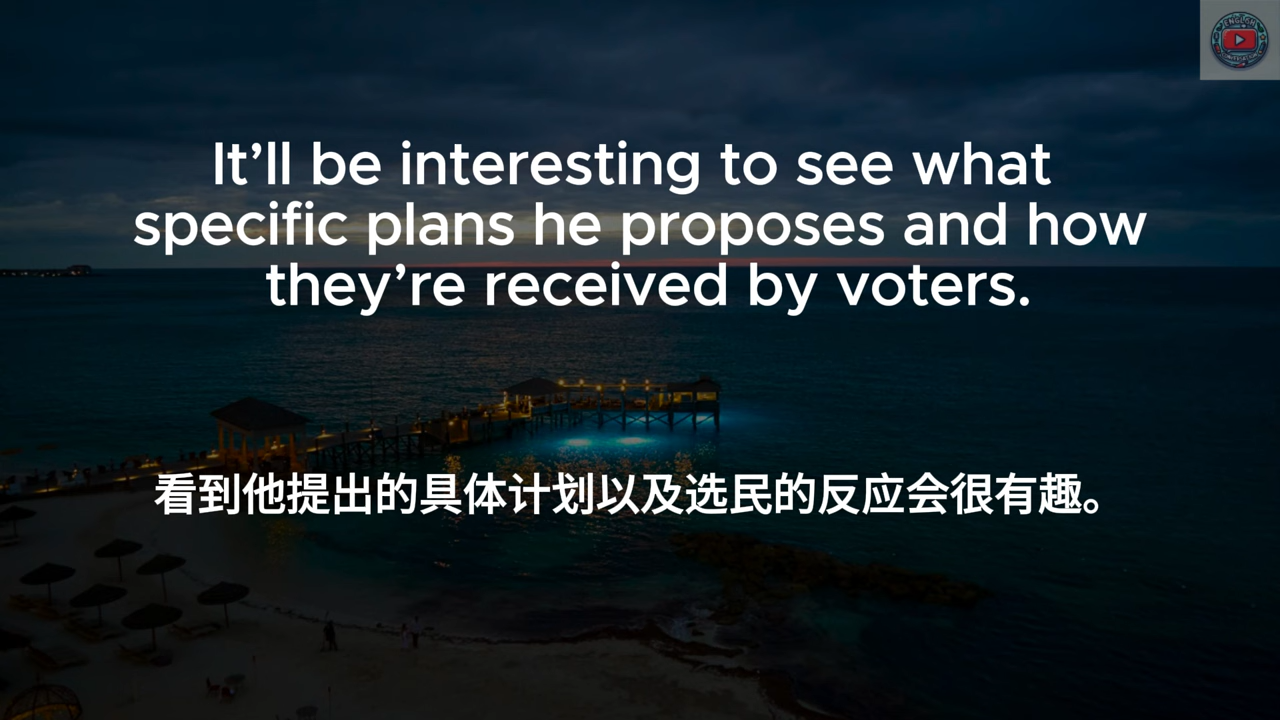 ENGLISH
CONVERSATION
It’ll be interesting to see what
specific plans he proposes and how
they’re received by voters.
看到他提出的具体计划以及选民的反应会很有趣。